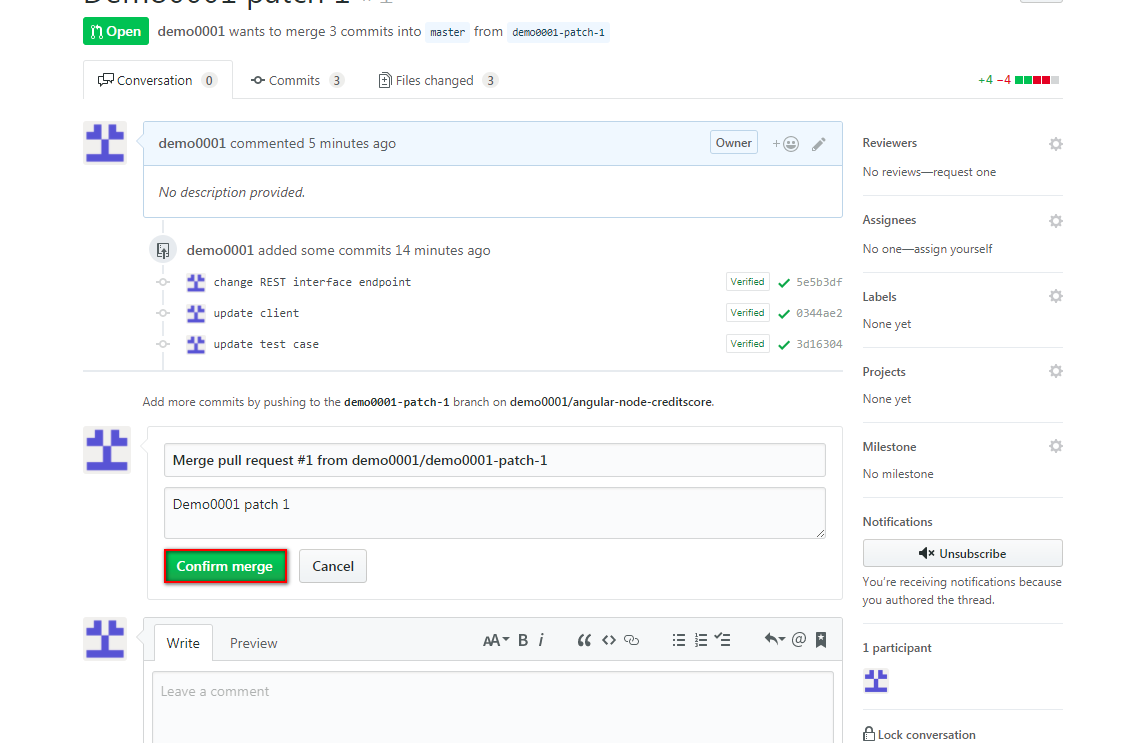 Demo0001 patch 1 #1
Open demo0001 wants to merge 3 commits into master from demo0001-patch-1
Conversation 0 Commits 3 Files changed 3 +4 −4
demo0001 commented 5 minutes ago Owner +
No description provided.
demo0001 added some commits 14 minutes ago
change REST interface endpoint Verified 5e5b3df
update client Verified 0344ae2
update test case Verified 3d16304
Add more commits by pushing to the demo0001-patch-1 branch on demo0001/angular-node-creditscore.
Merge pull request #1 from demo0001/demo0001-patch-1
Demo0001 patch 1
Confirm merge Cancel
Write Preview AA B i @
Leave a comment
Reviewers
No reviews—request one
Assignees
No one—assign yourself
Labels
None yet
Projects
None yet
Milestone
No milestone
Notifications
Unsubscribe
You’re receiving notifications because
you authored the thread.
1 participant
Lock conversation